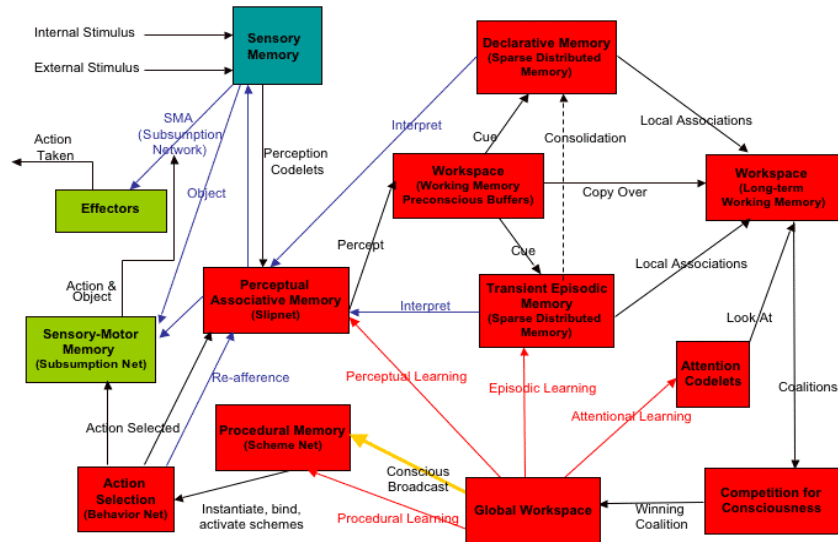 Internal Stimulus
External Stimulus
Sensory
Memory
Declarative Memory
(Sparse Distributed
Memory)
SMA
(Subsumption
Network)
Action
Taken
Perception
Codelets
Interpret
Cue
Consolidation
Local Associations
Effectors
Object
Workspace
(Working Memory
Preconscious Buffers)
Copy Over
Workspace
(Long-term
Working Memory)
Percept
Cue
Local Associations
Action &
Object
Perceptual
Associative Memory
(Slipnet)
Interpret
Transient Episodic
Memory
(Sparse Distributed
Memory)
Look At
Sensory-Motor
Memory
(Subsumption Net)
Re-afference
Perceptual Learning
Episodic Learning
Attention
Codelets
Attentional Learning
Coalitions
Action Selected
Procedural Memory
(Scheme Net)
Conscious
Broadcast
Action
Selection
(Behavior Net)
Instantiate, bind,
activate schemes
Procedural Learning
Global Workspace
Winning
Coalition
Competition for
Consciousness